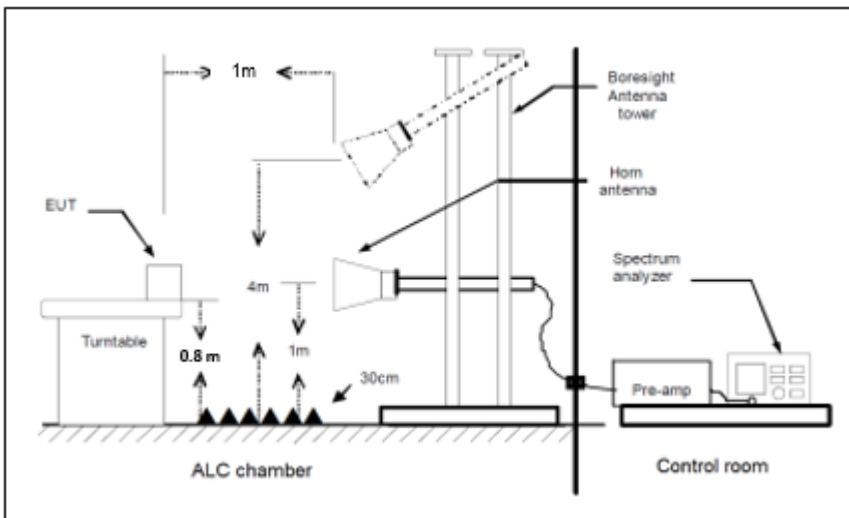 1m
Boresight
Antenna
tower
Horn
antenna
EUT
Spectrum
analyzer
4m
Turntable
0.8 m
1m
30cm
Pre-amp
ALC chamber
Control room